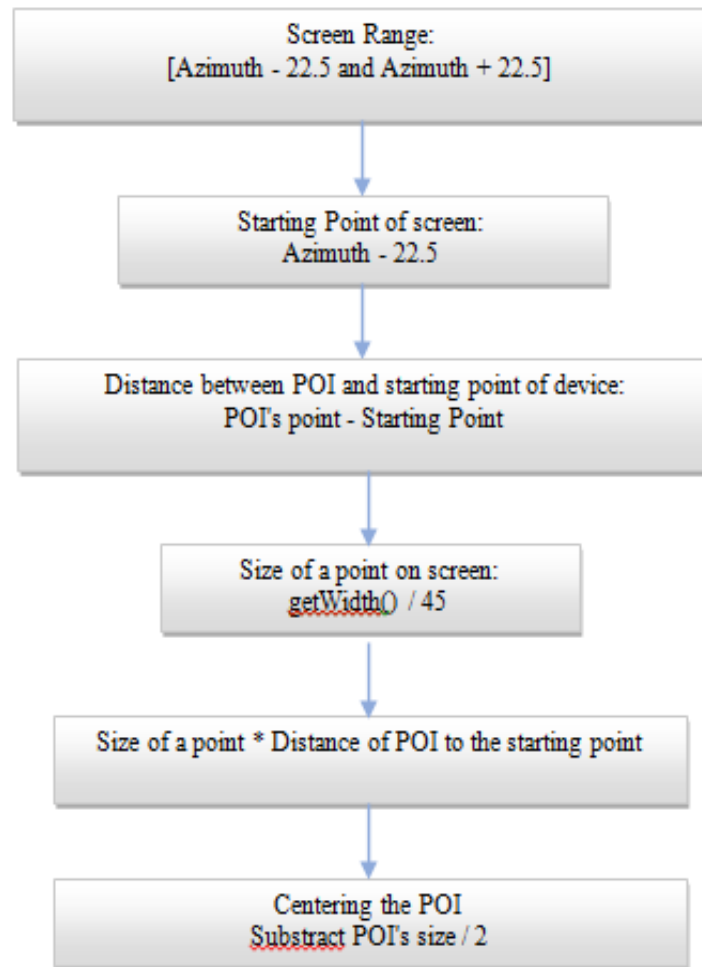 Screen Range:
[Azimuth - 22.5 and Azimuth + 22.5]
Starting Point of screen:
Azimuth - 22.5
Distance between POI and starting point of device:
POI's point - Starting Point
Size of a point on screen:
getWidth() / 45
Size of a point * Distance of POI to the starting point
Centering the POI
Substract POI's size / 2